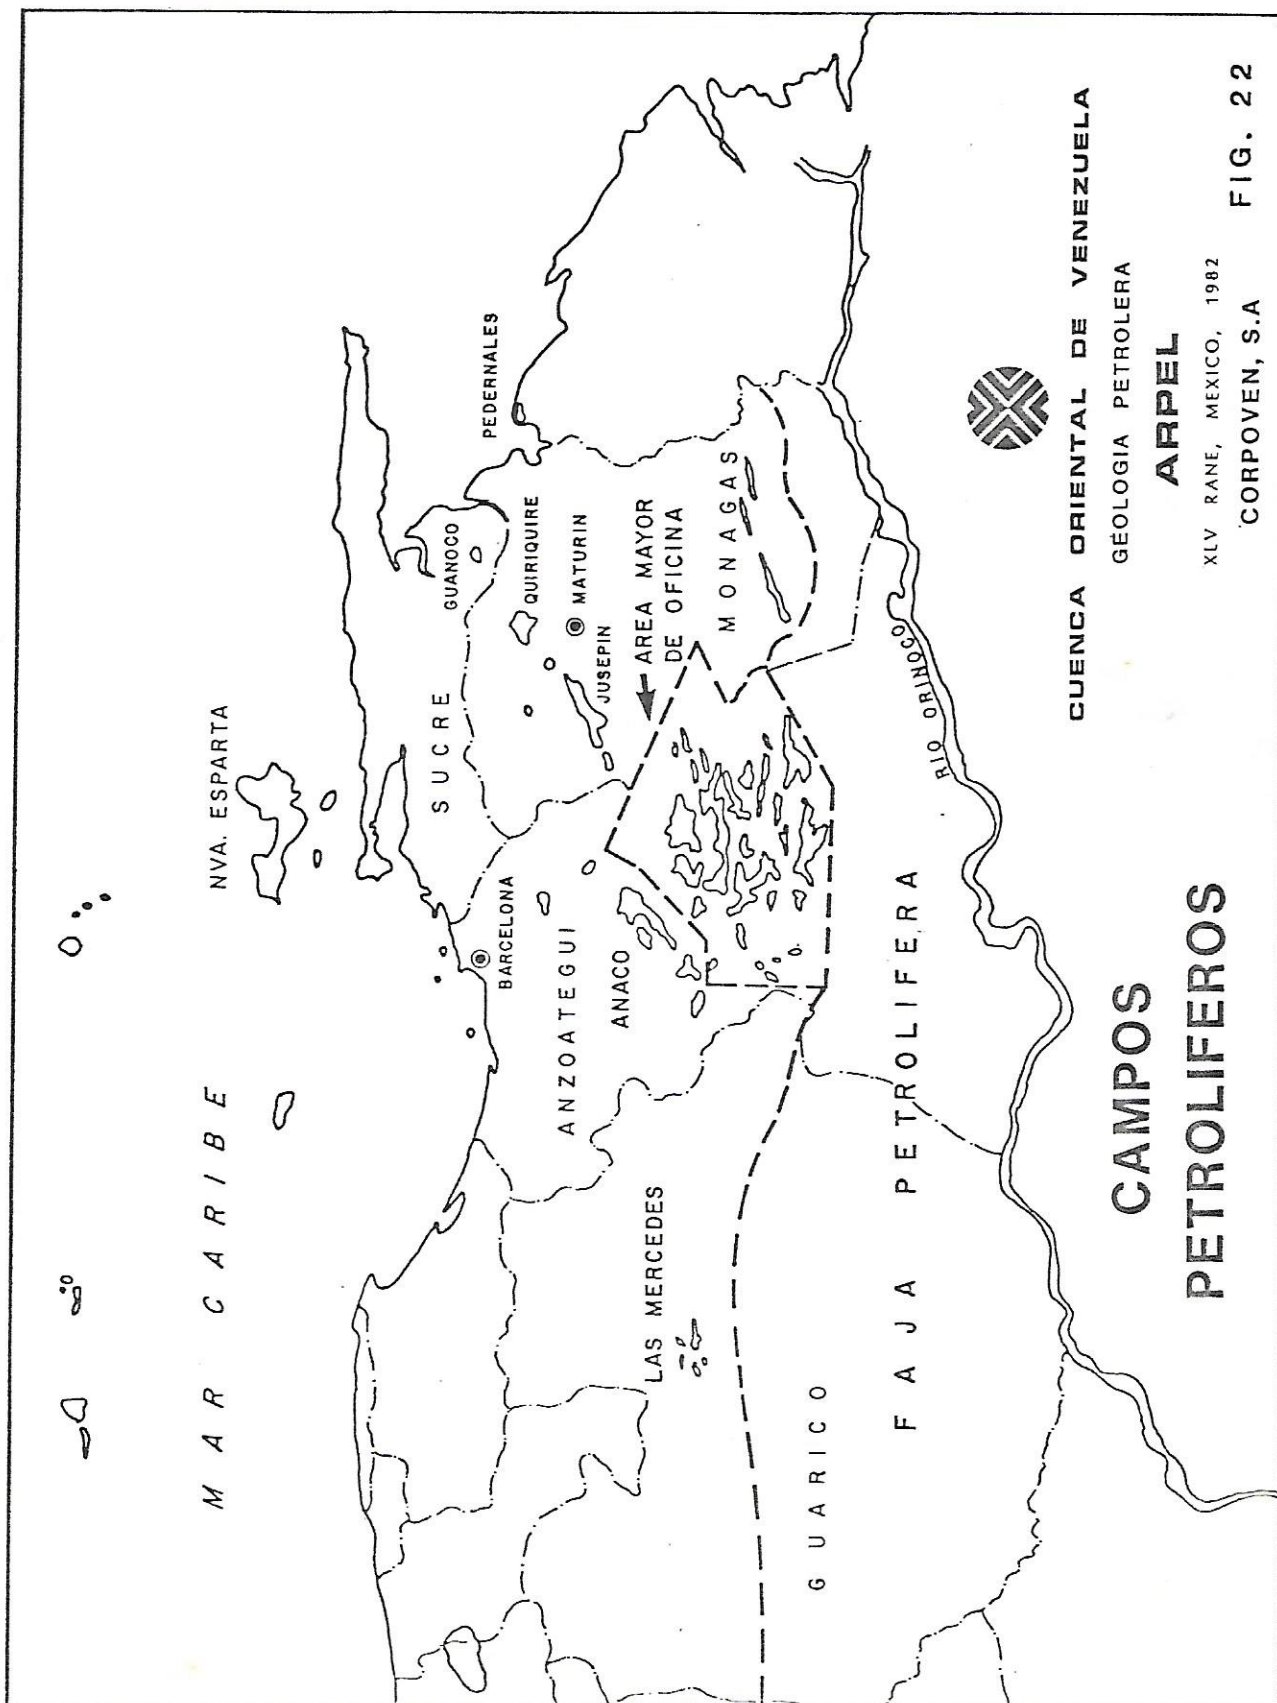 MAR CARIBE
NVA. ESPARTA
SUCRE
GUANOCO
PEDERNALES
QUIRIQUIRE
MATURIN
JUSEPIN
BARCELONA
ANZOATEGUI
ANACO
AREA MAYOR
DE OFICINA
MONAGAS
LAS MERCEDES
GUARICO
FAJA PETROLIFERA
RIO ORINOCO
CAMPOS
PETROLIFEROS
CUENCA ORIENTAL DE VENEZUELA
GEOLOGIA PETROLERA
ARPEL
XLV RANE, MEXICO, 1982
CORPOVEN, S.A
FIG. 22